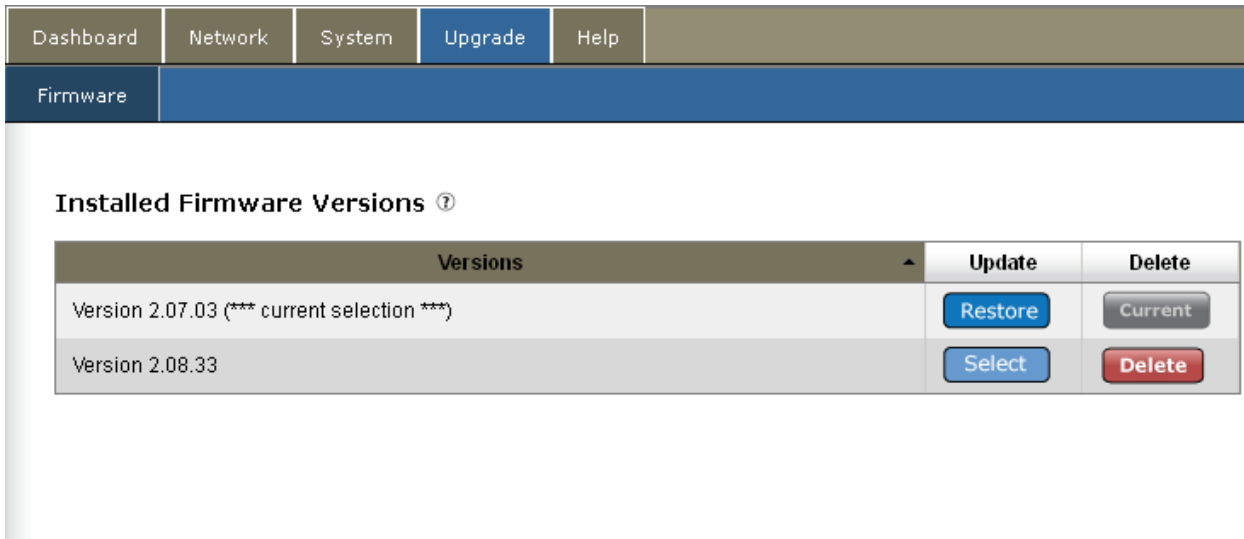 Dashboard Network System Upgrade Help
Firmware
Installed Firmware Versions ?
Versions Update Delete
Version 2.07.03 (*** current selection ***) Restore Current
Version 2.08.33 Select Delete